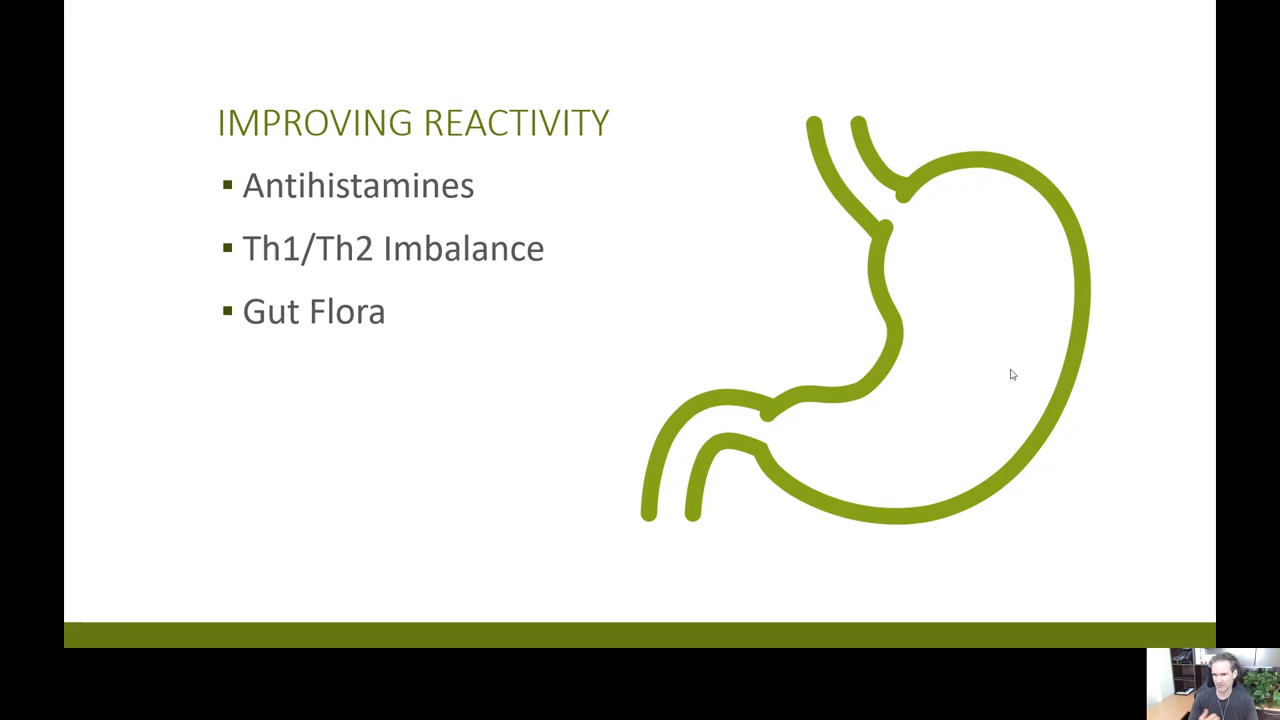 IMPROVING REACTIVITY
▪ Antihistamines
▪ Th1/Th2 Imbalance
▪ Gut Flora